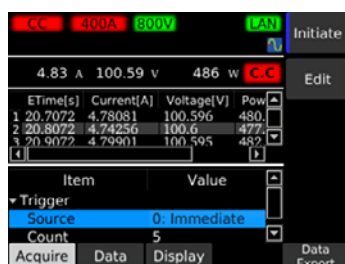 CC 400A 800V LAN
Initiate
4.83 A 100.59 V 486 W C.C
Edit
ETime[s] Current[A] Voltage[V] Pow
1 20.7072 4.78081 100.596 480.
2 20.8072 4.74256 100.6 477.
3 20.9072 4.79901 100.595 482
Item Value
Trigger
Source 0: Immediate
Count 5
Acquire Data Display
Data
Export